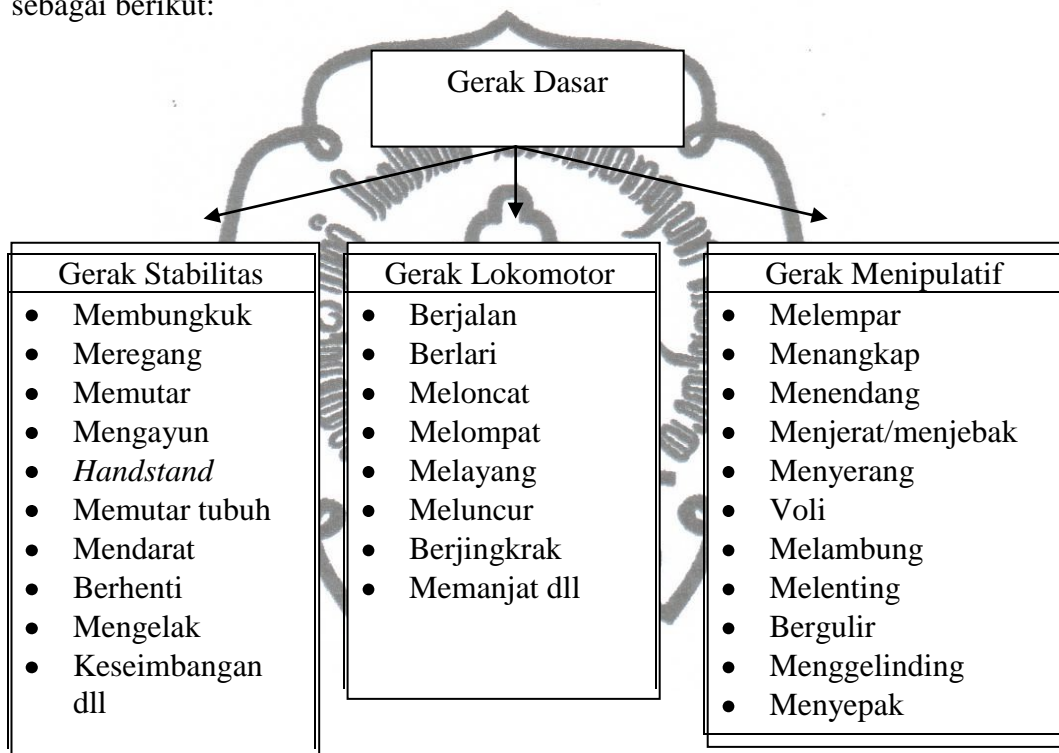 sebagai berikut:
Gerak Dasar
Gerak Stabilitas
• Membungkuk
• Meregang
• Memutar
• Mengayun
• Handstand
• Memutar tubuh
• Mendarat
• Berhenti
• Mengelak
• Keseimbangan
dll
Gerak Lokomotor
• Berjalan
• Berlari
• Meloncat
• Melompat
• Melayang
• Meluncur
• Berjingkrak
• Memanjat dll
Gerak Menipulatif
• Melempar
• Menangkap
• Menendang
• Menjerat/menjebak
• Menyerang
• Voli
• Melambung
• Melenting
• Bergulir
• Menggelinding
• Menyepak